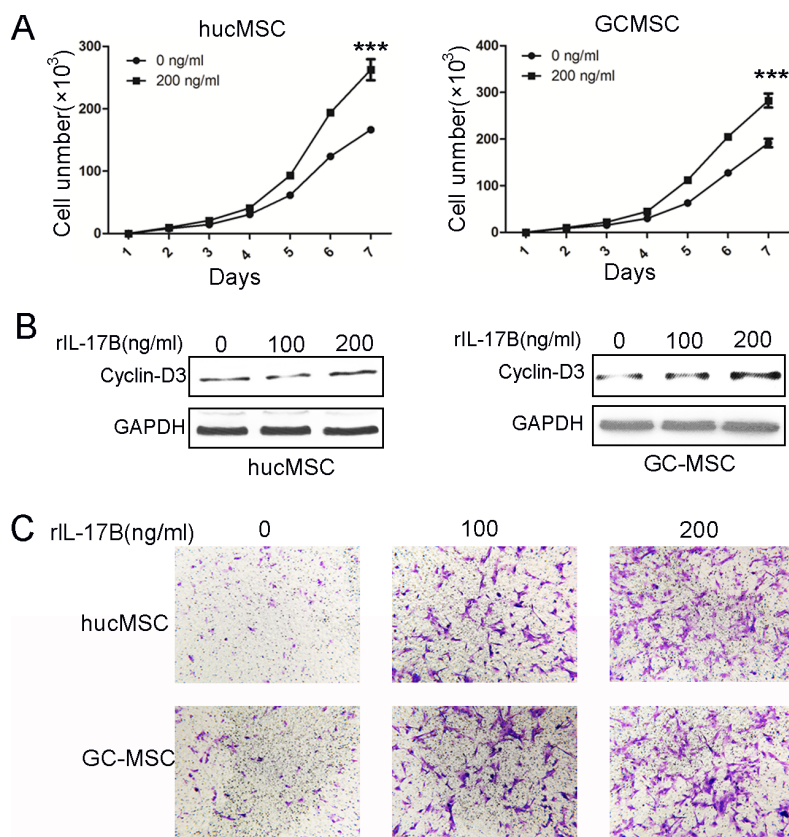 A
hucMSC
GCMSC
0 ng/ml
200 ng/ml
***
Cell unmber(×10³)
300
200
100
0
1 2 3 4 5 6 7
Days
0 ng/ml
200 ng/ml
***
Cell unmber(×10³)
400
300
200
100
0
1 2 3 4 5 6 7
Days
B
rIL-17B(ng/ml) 0 100 200
Cyclin-D3
GAPDH
hucMSC
rIL-17B(ng/ml) 0 100 200
Cyclin-D3
GAPDH
GC-MSC
C
rIL-17B(ng/ml) 0 100 200
hucMSC
GC-MSC